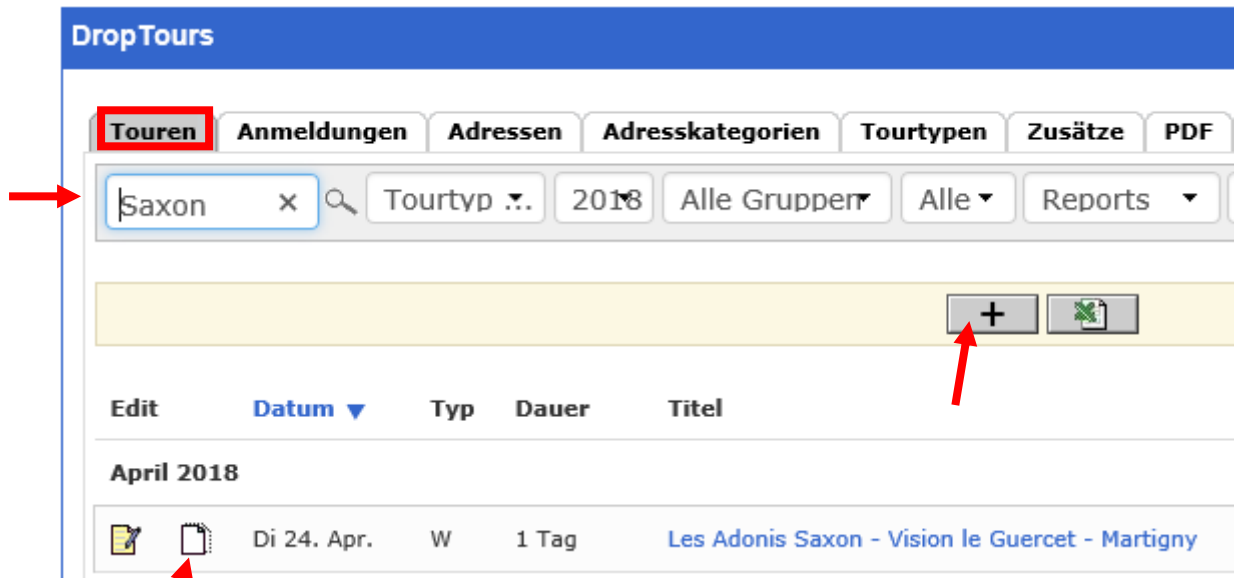 DropTours
Touren Anmeldungen Adressen Adresskategorien Tourtypen Zusätze PDF
Saxon × Tourtyp ... 2018 Alle Gruppen Alle Reports
+
Edit Datum Typ Dauer Titel
April 2018
Di 24. Apr. W 1 Tag Les Adonis Saxon - Vision le Guercet - Martigny